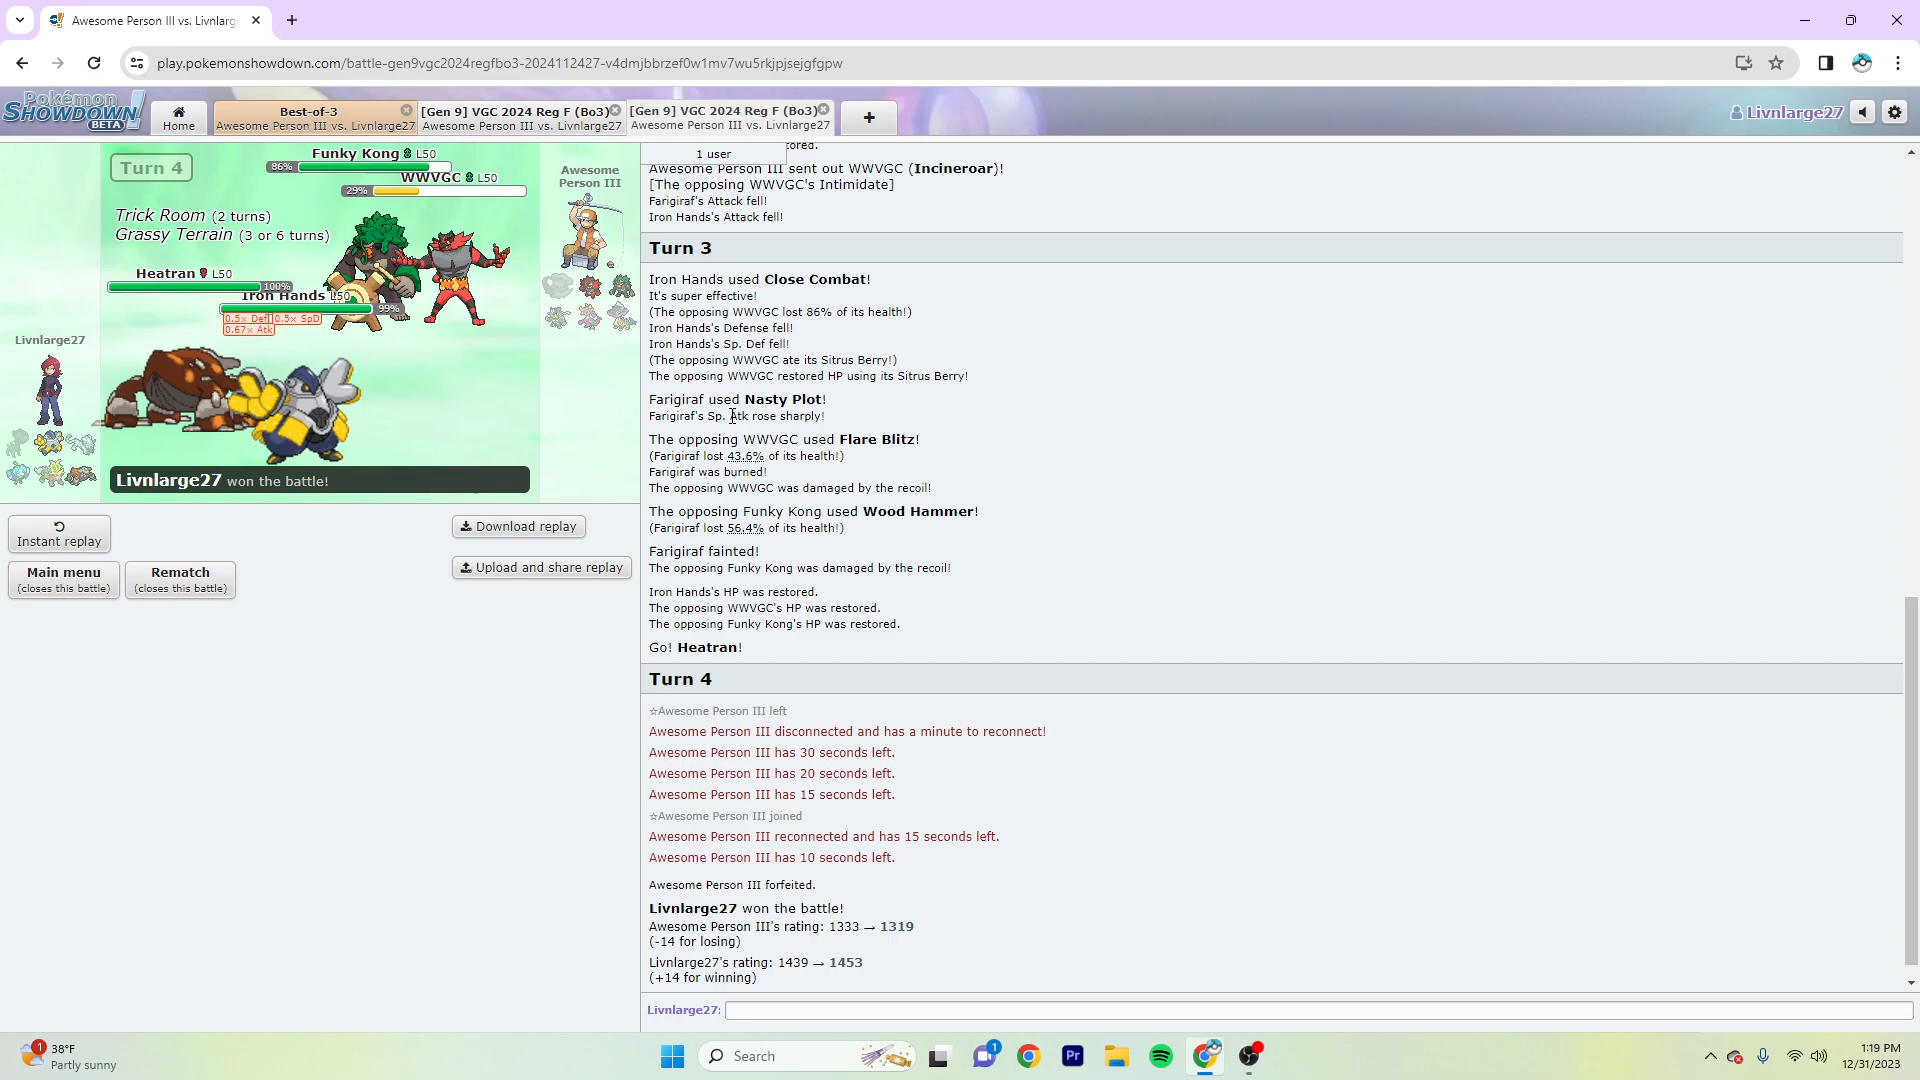 Awesome Person III vs. Livnlarg
play.pokemonshowdown.com/battle-gen9vgc2024regfbo3-2024112427-v4dmjbbrzef0w1mv7wu5rkjpjsejgfgpw
Pokémon
SHOWDOWN
BETA
Home
Best-of-3
Awesome Person III vs. Livnlarge27
[Gen 9] VGC 2024 Reg F (Bo3)
Awesome Person III vs. Livnlarge27
[Gen 9] VGC 2024 Reg F (Bo3)
Awesome Person III vs. Livnlarge27
+
Livnlarge27
Turn 4
Funky Kong L50
86%
WWVGC L50
29%
Trick Room (2 turns)
Grassy Terrain (3 or 6 turns)
Heatran L50
100%
Iron Hands L50
99%
0.5× Def 0.5× SpD
0.67× Atk
Awesome
Person III
Livnlarge27
Livnlarge27 won the battle!
Instant replay
Download replay
Upload and share replay
Main menu
(closes this battle)
Rematch
(closes this battle)
1 user
ored.
Awesome Person III sent out WWVGC (Incineroar)!
[The opposing WWVGC's Intimidate]
Farigiraf's Attack fell!
Iron Hands's Attack fell!
Turn 3
Iron Hands used Close Combat!
It's super effective!
(The opposing WWVGC lost 86% of its health!)
Iron Hands's Defense fell!
Iron Hands's Sp. Def fell!
(The opposing WWVGC ate its Sitrus Berry!)
The opposing WWVGC restored HP using its Sitrus Berry!
Farigiraf used Nasty Plot!
Farigiraf's Sp. Atk rose sharply!
The opposing WWVGC used Flare Blitz!
(Farigiraf lost 43.6% of its health!)
Farigiraf was burned!
The opposing WWVGC was damaged by the recoil!
The opposing Funky Kong used Wood Hammer!
(Farigiraf lost 56.4% of its health!)
Farigiraf fainted!
The opposing Funky Kong was damaged by the recoil!
Iron Hands's HP was restored.
The opposing WWVGC's HP was restored.
The opposing Funky Kong's HP was restored.
Go! Heatran!
Turn 4
☆Awesome Person III left
Awesome Person III disconnected and has a minute to reconnect!
Awesome Person III has 30 seconds left.
Awesome Person III has 20 seconds left.
Awesome Person III has 15 seconds left.
☆Awesome Person III joined
Awesome Person III reconnected and has 15 seconds left.
Awesome Person III has 10 seconds left.
Awesome Person III forfeited.
Livnlarge27 won the battle!
Awesome Person III's rating: 1333 → 1319
(-14 for losing)
Livnlarge27's rating: 1439 → 1453
(+14 for winning)
Livnlarge27:
1
38°F
Partly sunny
Search
1
Pr
1:19 PM
12/31/2023